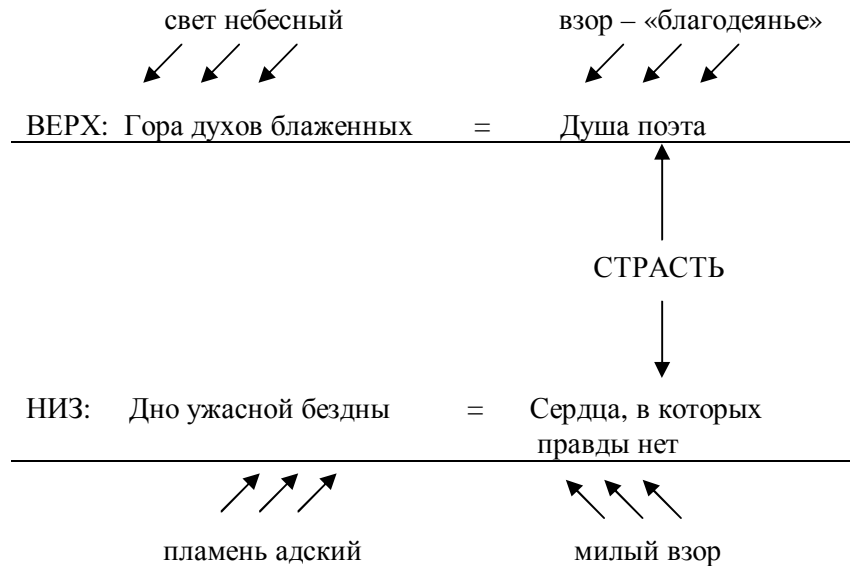 свет небесный взор – «благодеянье»
ВЕРХ: Гора духов блаженных = Душа поэта
СТРАСТЬ
НИЗ: Дно ужасной бездны = Сердца, в которых
правды нет
пламень адский милый взор